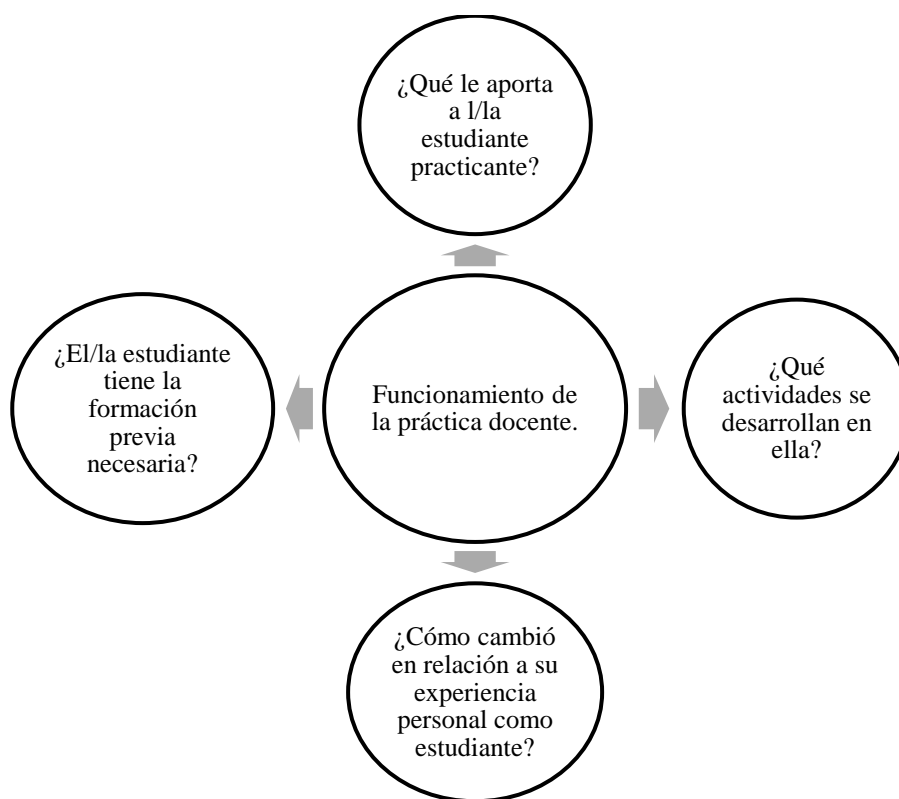 ¿Qué le aporta
a l/la
estudiante
practicante?
¿El/la estudiante
tiene la
formación
previa
necesaria?
Funcionamiento de
la práctica docente.
¿Qué
actividades se
desarrollan en
ella?
¿Cómo cambió
en relación a su
experiencia
personal como
estudiante?